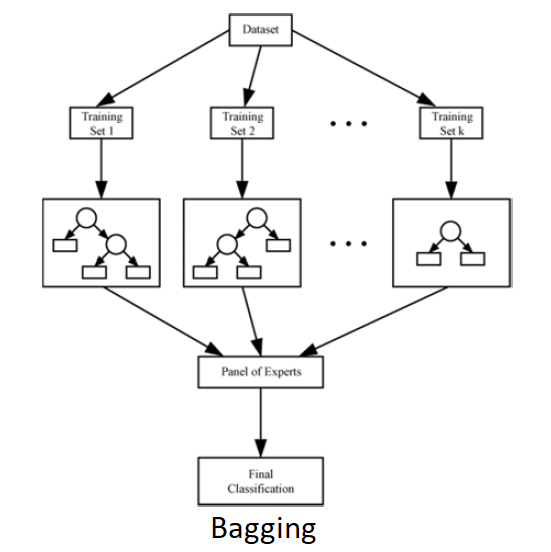 Dataset
Training
Set 1
Training
Set 2
Training
Set k
Panel of Experts
Final
Classification
Bagging